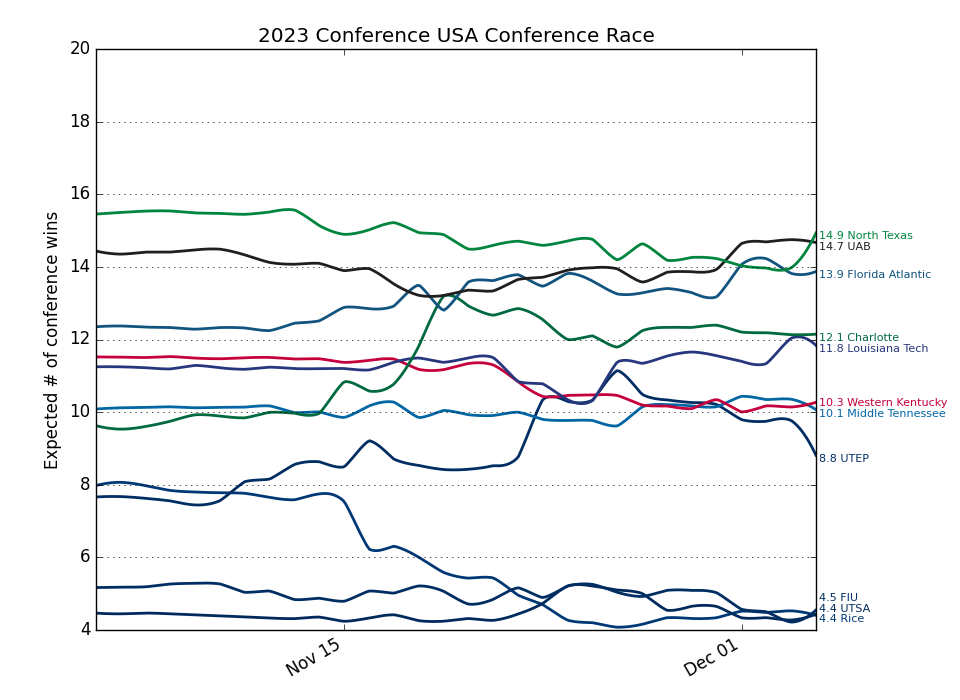 2023 Conference USA Conference Race
Expected # of conference wins
20
18
16
14
12
10
8
6
4
Nov 15
Dec 01
14.9 North Texas
14.7 UAB
13.9 Florida Atlantic
12.1 Charlotte
11.8 Louisiana Tech
10.3 Western Kentucky
10.1 Middle Tennessee
8.8 UTEP
4.5 FIU
4.4 UTSA
4.4 Rice